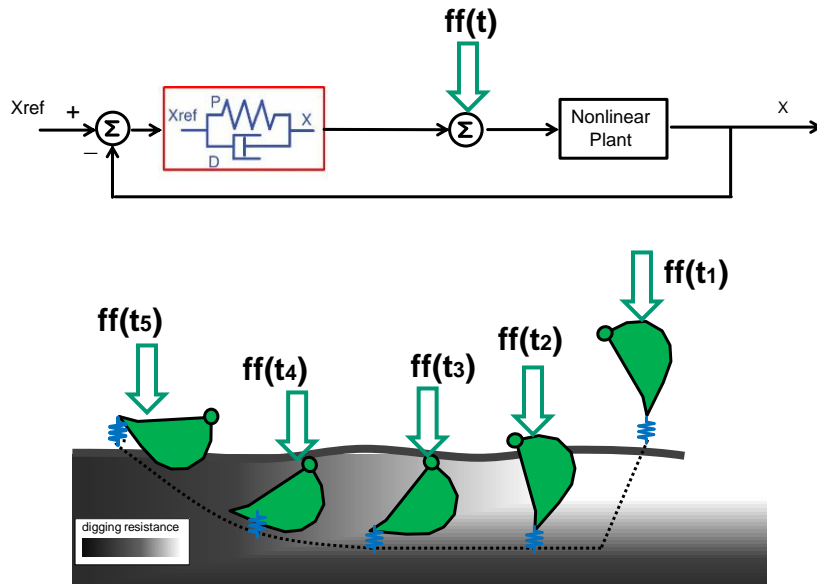 ff(t)
Xref
+
Σ
−
P
Xref
X
D
Σ
Nonlinear
Plant
X
ff(t1)
ff(t5)
ff(t2)
ff(t4)
ff(t3)
digging resistance